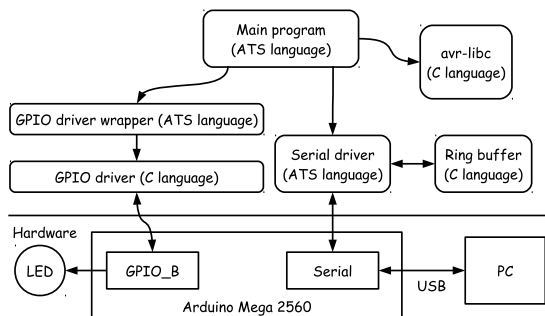 Main program
(ATS language)
avr-libc
(C language)
GPIO driver wrapper (ATS language)
GPIO driver (C language)
Serial driver
(ATS language)
Ring buffer
(C language)
Hardware
LED
GPIO_B
Serial
USB
PC
Arduino Mega 2560